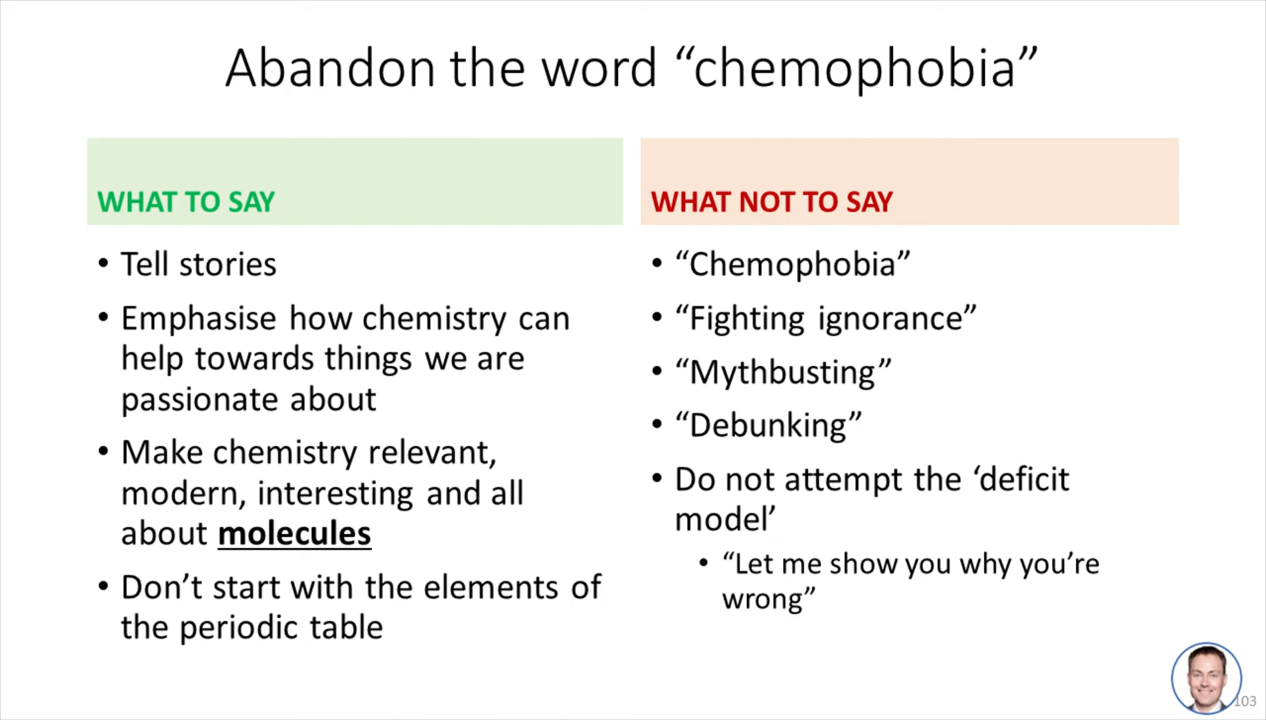 Abandon the word “chemophobia”
WHAT TO SAY
• Tell stories
• Emphasise how chemistry can
help towards things we are
passionate about
• Make chemistry relevant,
modern, interesting and all
about molecules
• Don’t start with the elements of
the periodic table
WHAT NOT TO SAY
• “Chemophobia”
• “Fighting ignorance”
• “Mythbusting”
• “Debunking”
• Do not attempt the ‘deficit
model’
• “Let me show you why you’re
wrong”
103